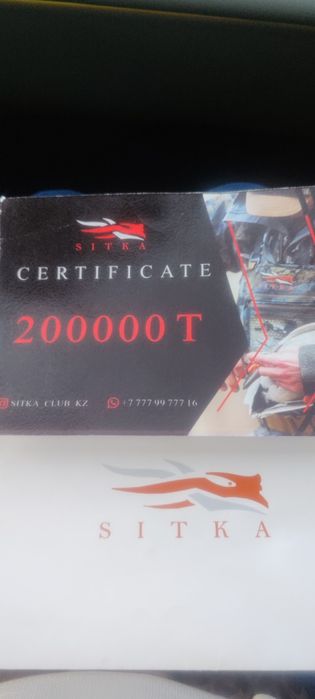 SITKA
CERTIFICATE
200000 T
SITKA CLUB KZ +7 777 99 777 16
SITKA